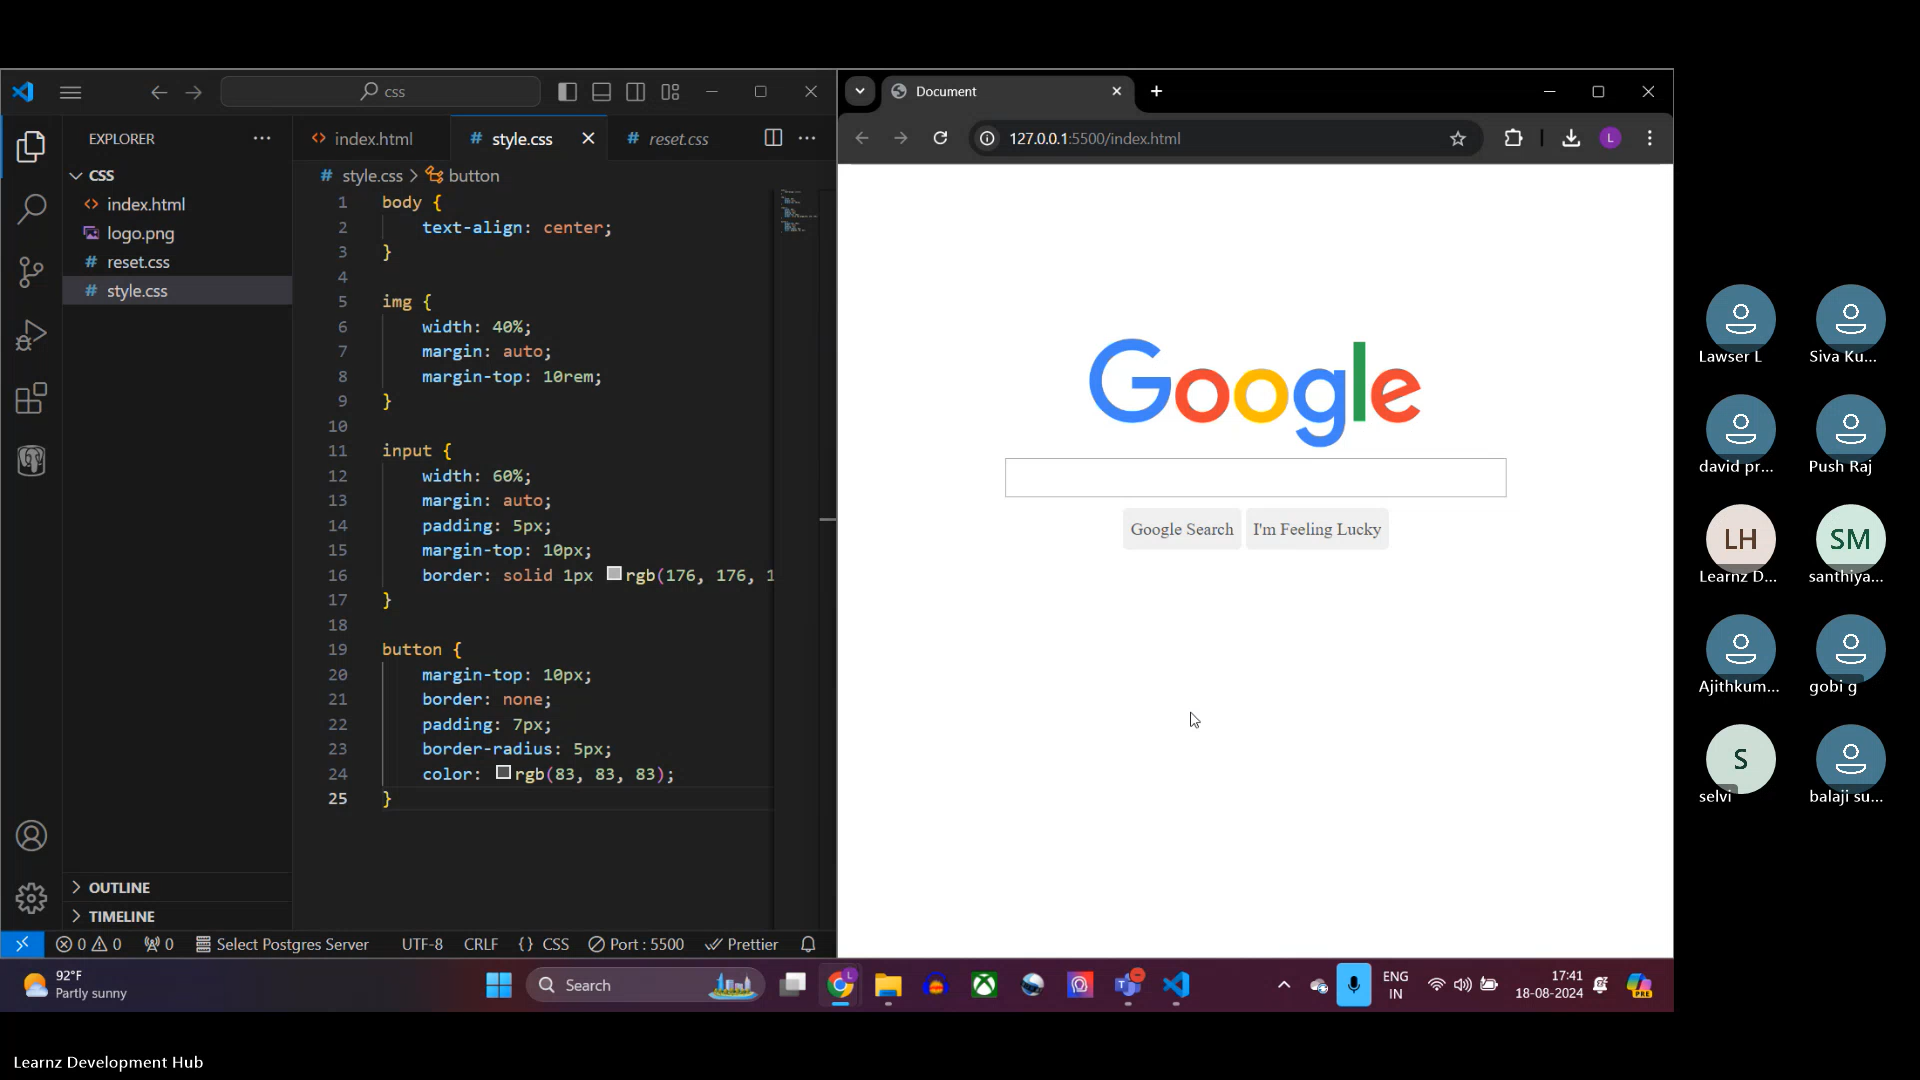 css
EXPLORER
index.html
style.css
reset.css
Document
127.0.0.1:5500/index.html
L
CSS
index.html
logo.png
reset.css
style.css
style.css > button
1 body {
2 text-align: center;
3 }
4
5 img {
6 width: 40%;
7 margin: auto;
8 margin-top: 10rem;
9 }
10
11 input {
12 width: 60%;
13 margin: auto;
14 padding: 5px;
15 margin-top: 10px;
16 border: solid 1px rgb(176, 176, 1
17 }
18
19 button {
20 margin-top: 10px;
21 border: none;
22 padding: 7px;
23 border-radius: 5px;
24 color: rgb(83, 83, 83);
25 }
Google
Google Search
I'm Feeling Lucky
Lawser L
Siva Ku...
david pr...
Push Raj
LH
Learnz D...
SM
santhiya...
Ajithkum...
gobi g
S
selvi
balaji su...
OUTLINE
TIMELINE
0 0 0 Select Postgres Server UTF-8 CRLF {} CSS Port : 5500 Prettier
92°F
Partly sunny
Search
ENG
IN
17:41
18-08-2024
PRE
Learnz Development Hub